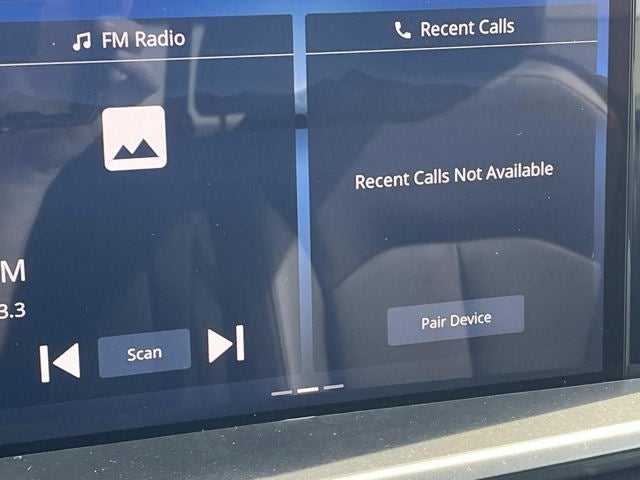 FM Radio
Recent Calls
Recent Calls Not Available
M
3.3
Scan
Pair Device